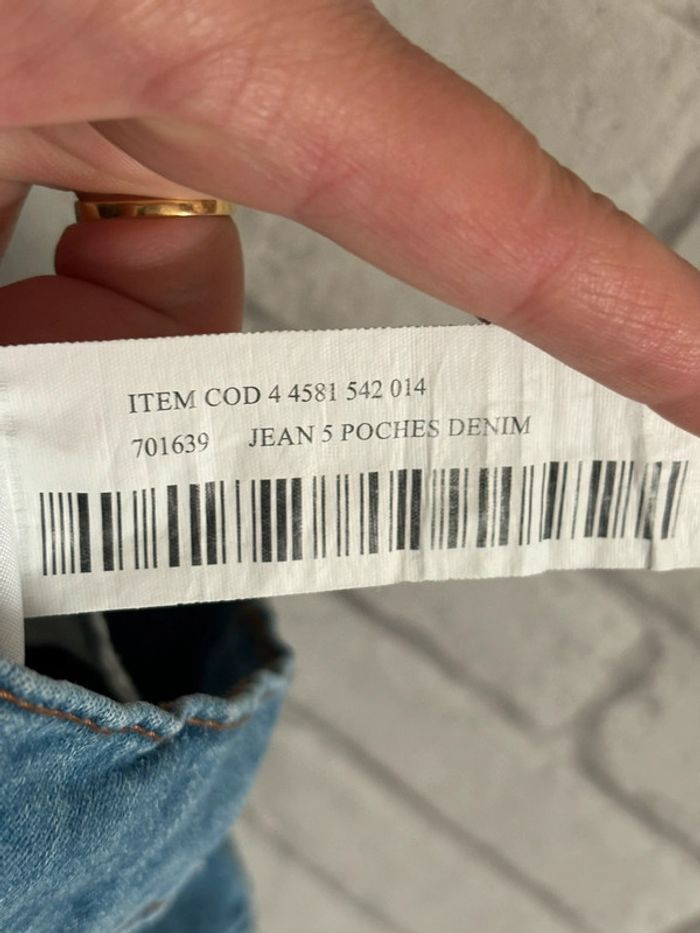 ITEM COD 4 4581 542 014
701639 JEAN 5 POCHES DENIM